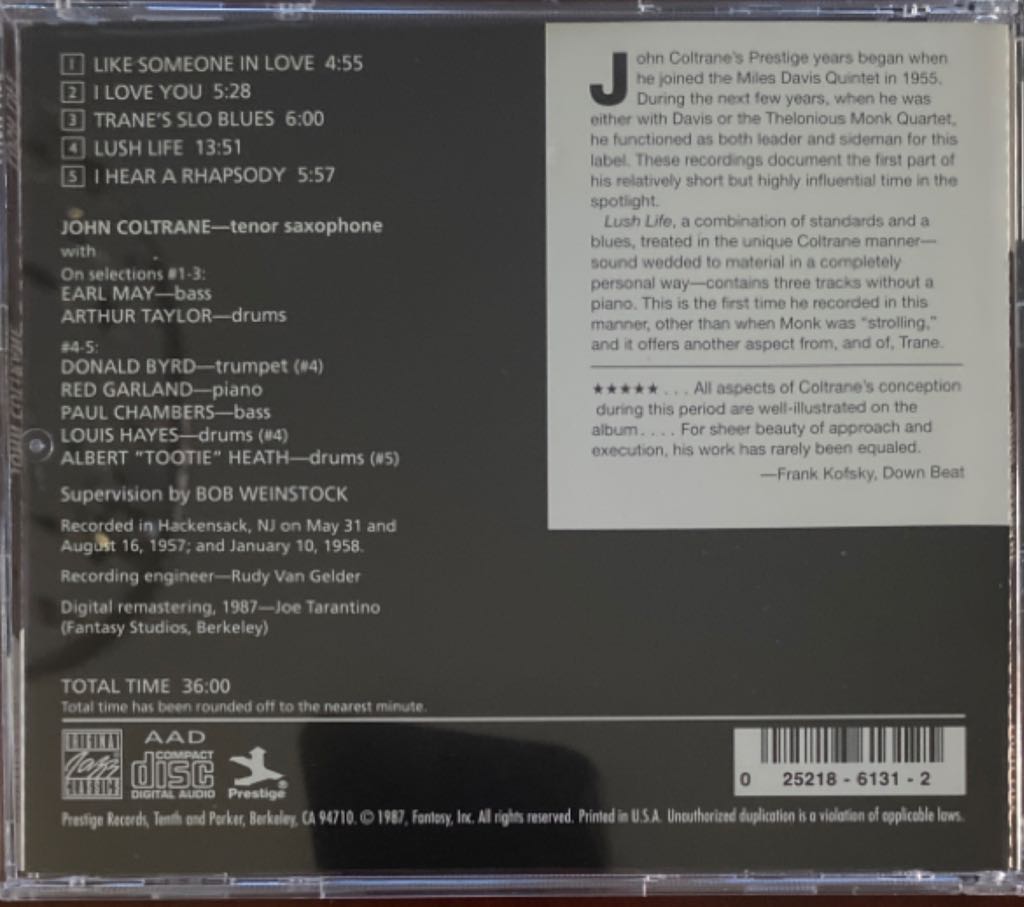 1 LIKE SOMEONE IN LOVE 4:55
2 I LOVE YOU 5:28
3 TRANE'S SLO BLUES 6:00
4 LUSH LIFE 13:51
5 I HEAR A RHAPSODY 5:57
JOHN COLTRANE—tenor saxophone
with
On selections #1-3:
EARL MAY—bass
ARTHUR TAYLOR—drums
#4-5:
DONALD BYRD—trumpet (#4)
RED GARLAND—piano
PAUL CHAMBERS—bass
LOUIS HAYES—drums (#4)
ALBERT "TOOTIE" HEATH—drums (#5)
Supervision by BOB WEINSTOCK
Recorded in Hackensack, NJ on May 31 and
August 16, 1957; and January 10, 1958.
Recording engineer—Rudy Van Gelder
Digital remastering, 1987—Joe Tarantino
(Fantasy Studios, Berkeley)
TOTAL TIME 36:00
Total time has been rounded off to the nearest minute.
John Coltrane's Prestige years began when
he joined the Miles Davis Quintet in 1955.
During the next few years, when he was
either with Davis or the Thelonious Monk Quartet,
he functioned as both leader and sideman for this
label. These recordings document the first part of
his relatively short but highly influential time in the
spotlight.
Lush Life, a combination of standards and a
blues, treated in the unique Coltrane manner—
sound wedded to material in a completely
personal way—contains three tracks without a
piano. This is the first time he recorded in this
manner, other than when Monk was "strolling,"
and it offers another aspect from, and of, Trane.
★★★★★ . . . All aspects of Coltrane's conception
during this period are well-illustrated on the
album. . . . For sheer beauty of approach and
execution, his work has rarely been equaled.
—Frank Kofsky, Down Beat
ORIGINAL
Jazz
CLASSICS
AAD
COMPACT
disc
DIGITAL AUDIO
Prestige®
0 25218 - 6131 - 2
Prestige Records, Tenth and Parker, Berkeley, CA 94710. © 1987, Fantasy, Inc. All rights reserved. Printed in U.S.A. Unauthorized duplication is a violation of applicable laws.